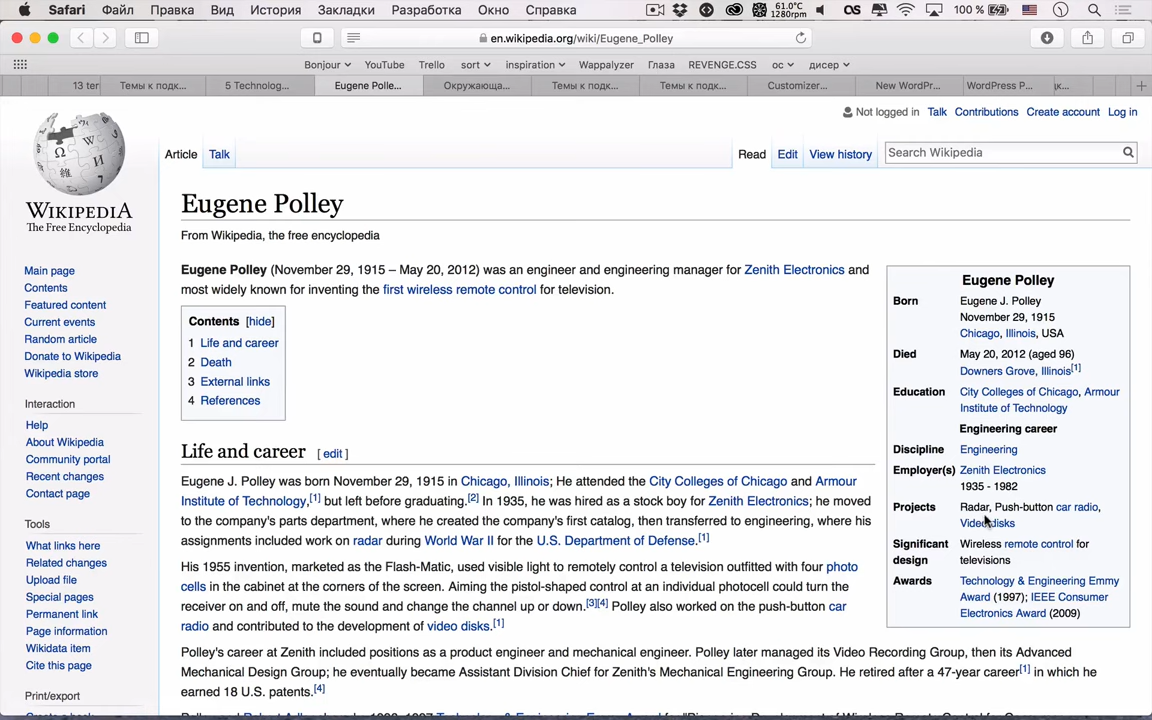 Safari Файл Правка Вид История Закладки Разработка Окно Справка 61.0°C 1280rpm 100 %
en.wikipedia.org/wiki/Eugene_Polley
Bonjour YouTube Trello sort inspiration Wappalyzer Глаза REVENGE.CSS ос дисер
13 тег Темы к подк... 5 Technolog... Eugene Polle... Окружающа... Темы к подк... Темы к подк... Customizer... New WordPr... WordPress P...
Not logged in Talk Contributions Create account Log in
Article Talk Read Edit View history Search Wikipedia
WIKIPEDIA
The Free Encyclopedia
Main page
Contents
Featured content
Current events
Random article
Donate to Wikipedia
Wikipedia store
Interaction
Help
About Wikipedia
Community portal
Recent changes
Contact page
Tools
What links here
Related changes
Upload file
Special pages
Permanent link
Page information
Wikidata item
Cite this page
Print/export
Eugene Polley
From Wikipedia, the free encyclopedia
Eugene Polley (November 29, 1915 – May 20, 2012) was an engineer and engineering manager for Zenith Electronics and
most widely known for inventing the first wireless remote control for television.
Contents [hide]
1 Life and career
2 Death
3 External links
4 References
Life and career [ edit ]
Eugene J. Polley was born November 29, 1915 in Chicago, Illinois; He attended the City Colleges of Chicago and Armour
Institute of Technology,[1] but left before graduating.[2] In 1935, he was hired as a stock boy for Zenith Electronics; he moved
to the company's parts department, where he created the company's first catalog, then transferred to engineering, where his
assignments included work on radar during World War II for the U.S. Department of Defense.[1]
His 1955 invention, marketed as the Flash-Matic, used visible light to remotely control a television outfitted with four photo
cells in the cabinet at the corners of the screen. Aiming the pistol-shaped control at an individual photocell could turn the
receiver on and off, mute the sound and change the channel up or down.[3][4] Polley also worked on the push-button car
radio and contributed to the development of video disks.[1]
Polley's career at Zenith included positions as a product engineer and mechanical engineer. Polley later managed its Video Recording Group, then its Advanced
Mechanical Design Group; he eventually became Assistant Division Chief for Zenith's Mechanical Engineering Group. He retired after a 47-year career[1] in which he
earned 18 U.S. patents.[4]
Eugene Polley
Born Eugene J. Polley
November 29, 1915
Chicago, Illinois, USA
Died May 20, 2012 (aged 96)
Downers Grove, Illinois[1]
Education City Colleges of Chicago, Armour
Institute of Technology
Engineering career
Discipline Engineering
Employer(s) Zenith Electronics
1935 - 1982
Projects Radar, Push-button car radio,
Video disks
Significant Wireless remote control for
design televisions
Awards Technology & Engineering Emmy
Award (1997); IEEE Consumer
Electronics Award (2009)